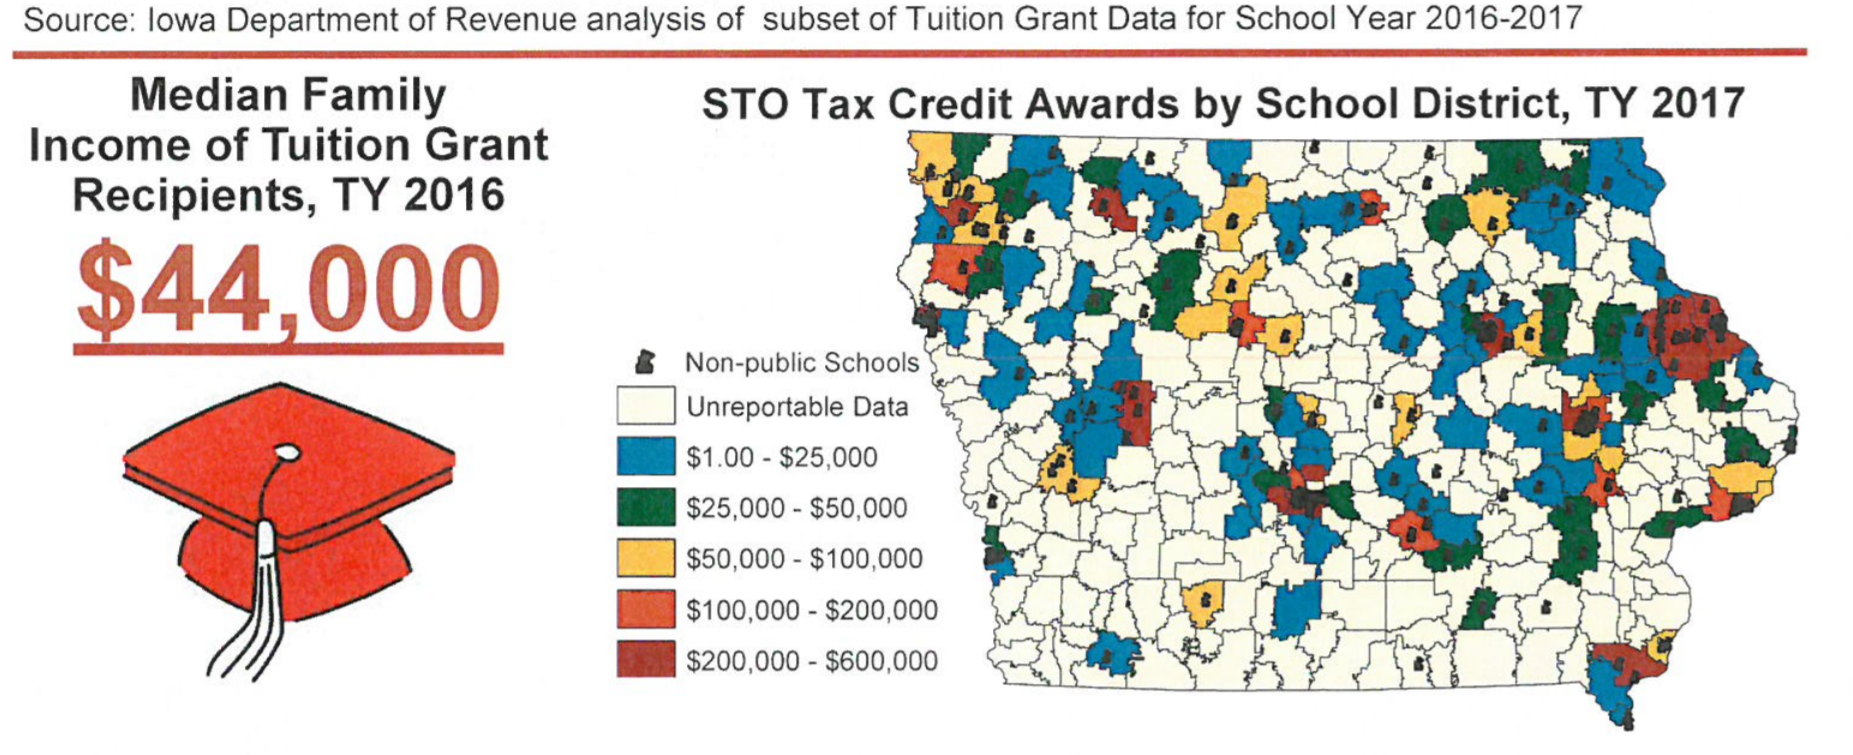 Source: Iowa Department of Revenue analysis of subset of Tuition Grant Data for School Year 2016-2017
Median Family
Income of Tuition Grant
Recipients, TY 2016
$44,000
STO Tax Credit Awards by School District, TY 2017
Non-public Schools
Unreportable Data
$1.00 - $25,000
$25,000 - $50,000
$50,000 - $100,000
$100,000 - $200,000
$200,000 - $600,000